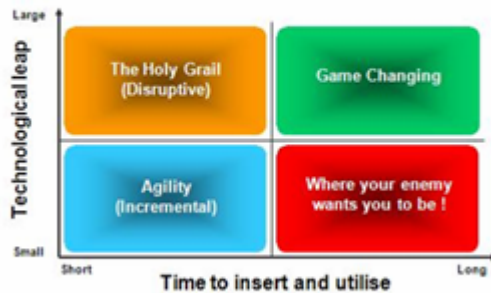 Large
Technological leap
The Holy Grail
(Disruptive)
Game Changing
Agility
(Incremental)
Where your enemy
wants you to be !
Small
Short
Long
Time to insert and utilise